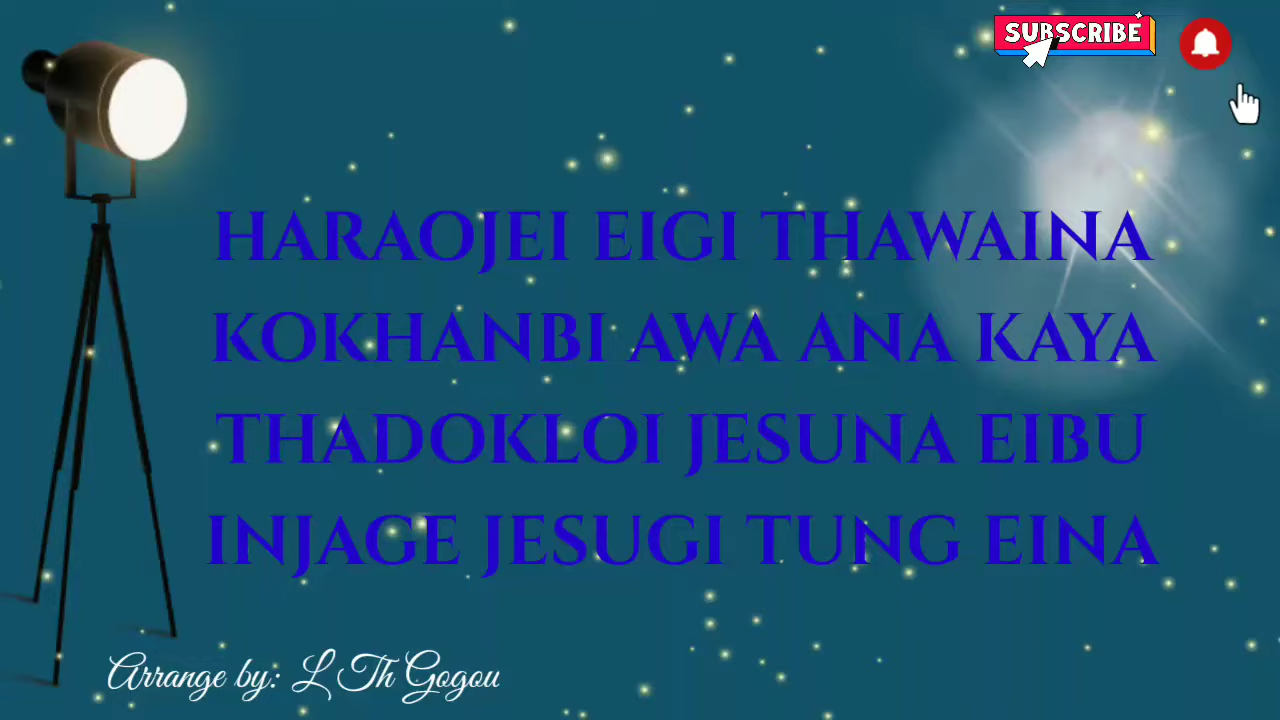 SUBSCRIBE
HARAOJEI EIGI THAWAINA
KOKHANBI AWA ANA KAYA
THADOKLOI JESUNA EIBU
INJAGE JESUGI TUNG EINA
Arrange by: L Th Gogou